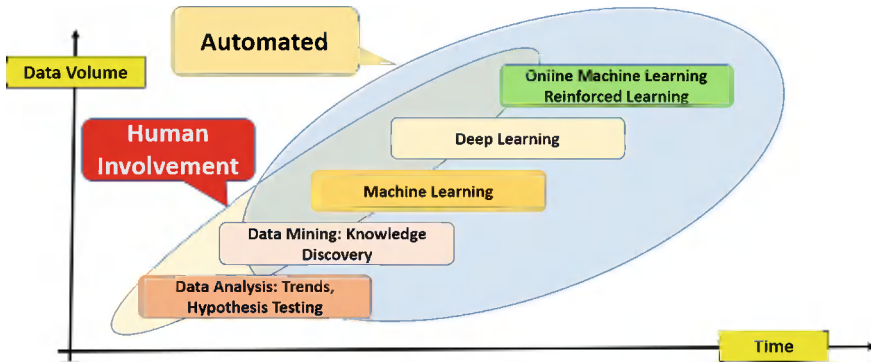 Automated
Data Volume
Online Machine Learning
Reinforced Learning
Human
Involvement
Deep Learning
Machine Learning
Data Mining: Knowledge
Discovery
Data Analysis: Trends,
Hypothesis Testing
Time